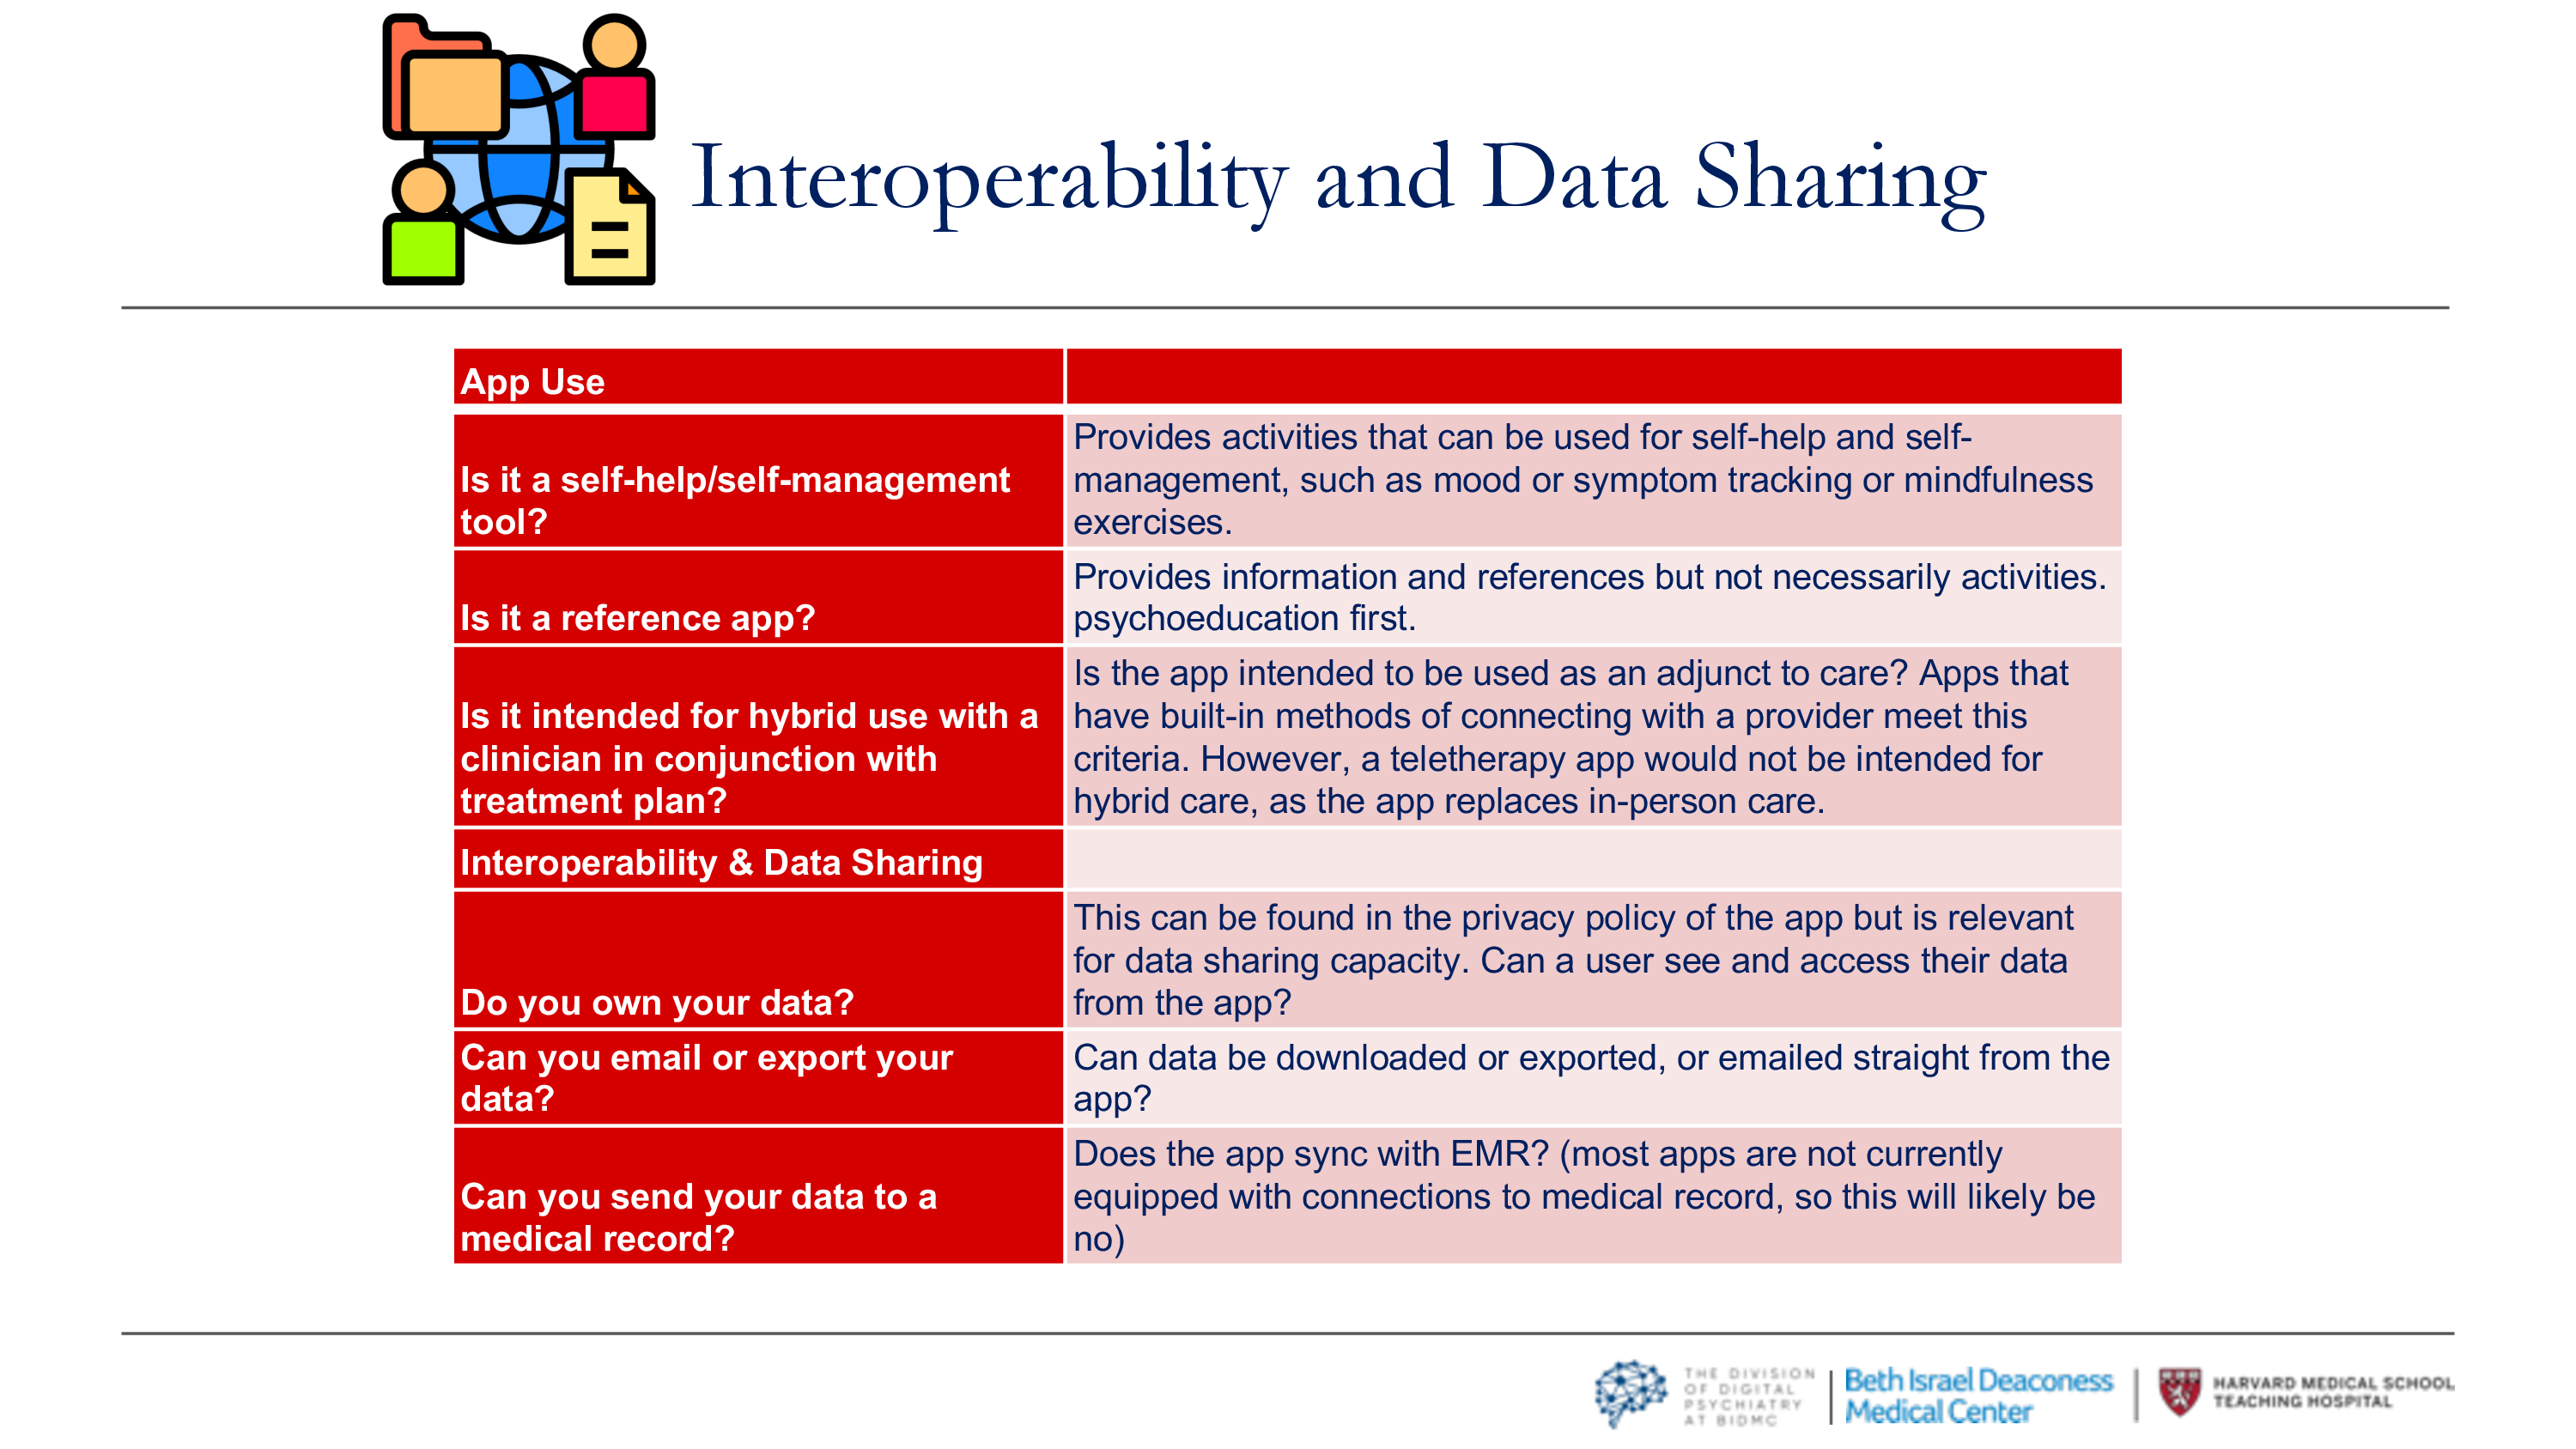 Interoperability and Data Sharing
App Use
Is it a self-help/self-management
tool?
Provides activities that can be used for self-help and self-
management, such as mood or symptom tracking or mindfulness
exercises.
Is it a reference app?
Provides information and references but not necessarily activities.
psychoeducation first.
Is it intended for hybrid use with a
clinician in conjunction with
treatment plan?
Is the app intended to be used as an adjunct to care? Apps that
have built-in methods of connecting with a provider meet this
criteria. However, a teletherapy app would not be intended for
hybrid care, as the app replaces in-person care.
Interoperability & Data Sharing
Do you own your data?
This can be found in the privacy policy of the app but is relevant
for data sharing capacity. Can a user see and access their data
from the app?
Can you email or export your
data?
Can data be downloaded or exported, or emailed straight from the
app?
Can you send your data to a
medical record?
Does the app sync with EMR? (most apps are not currently
equipped with connections to medical record, so this will likely be
no)
THE DIVISION
OF DIGITAL
PSYCHIATRY
AT BIDMC
Beth Israel Deaconess
Medical Center
HARVARD MEDICAL SCHOOL
TEACHING HOSPITAL